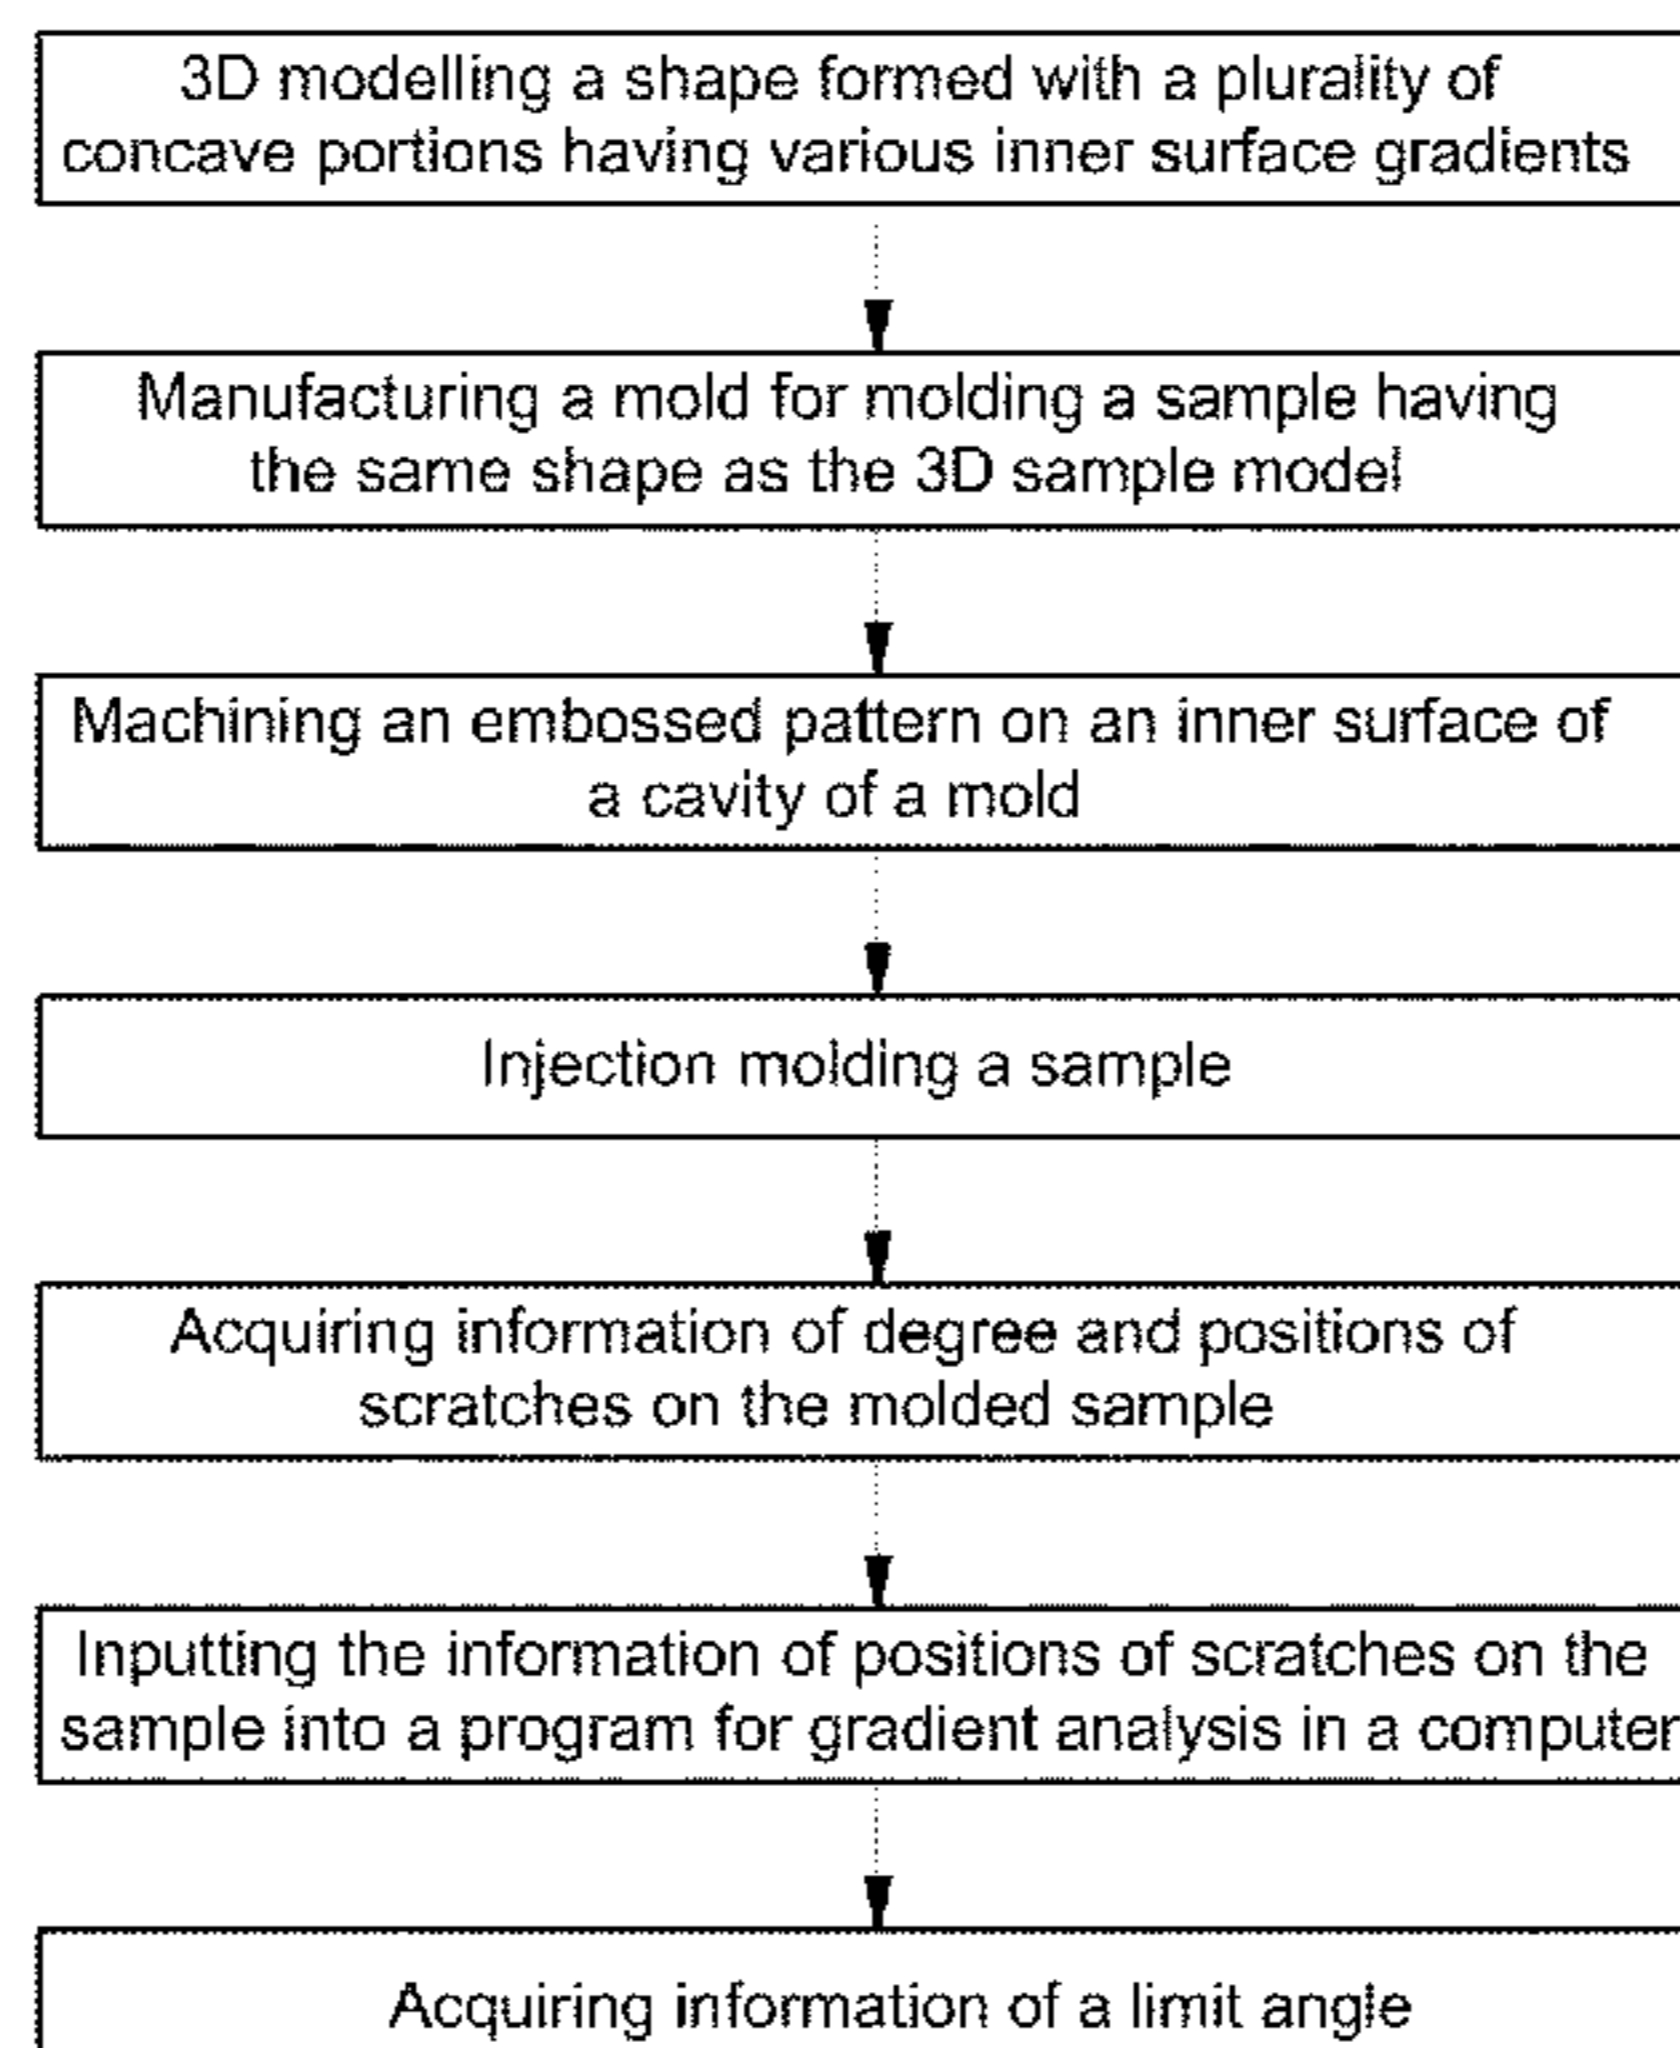 3D modelling a shape formed with a plurality of
concave portions having various inner surface gradients
Manufacturing a mold for molding a sample having
the same shape as the 3D sample model
Machining an embossed pattern on an inner surface of
a cavity of a mold
Injection molding a sample
Acquiring information of degree and positions of
scratches on the molded sample
Inputting the information of positions of scratches on the
sample into a program for gradient analysis in a computer
Acquiring information of a limit angle